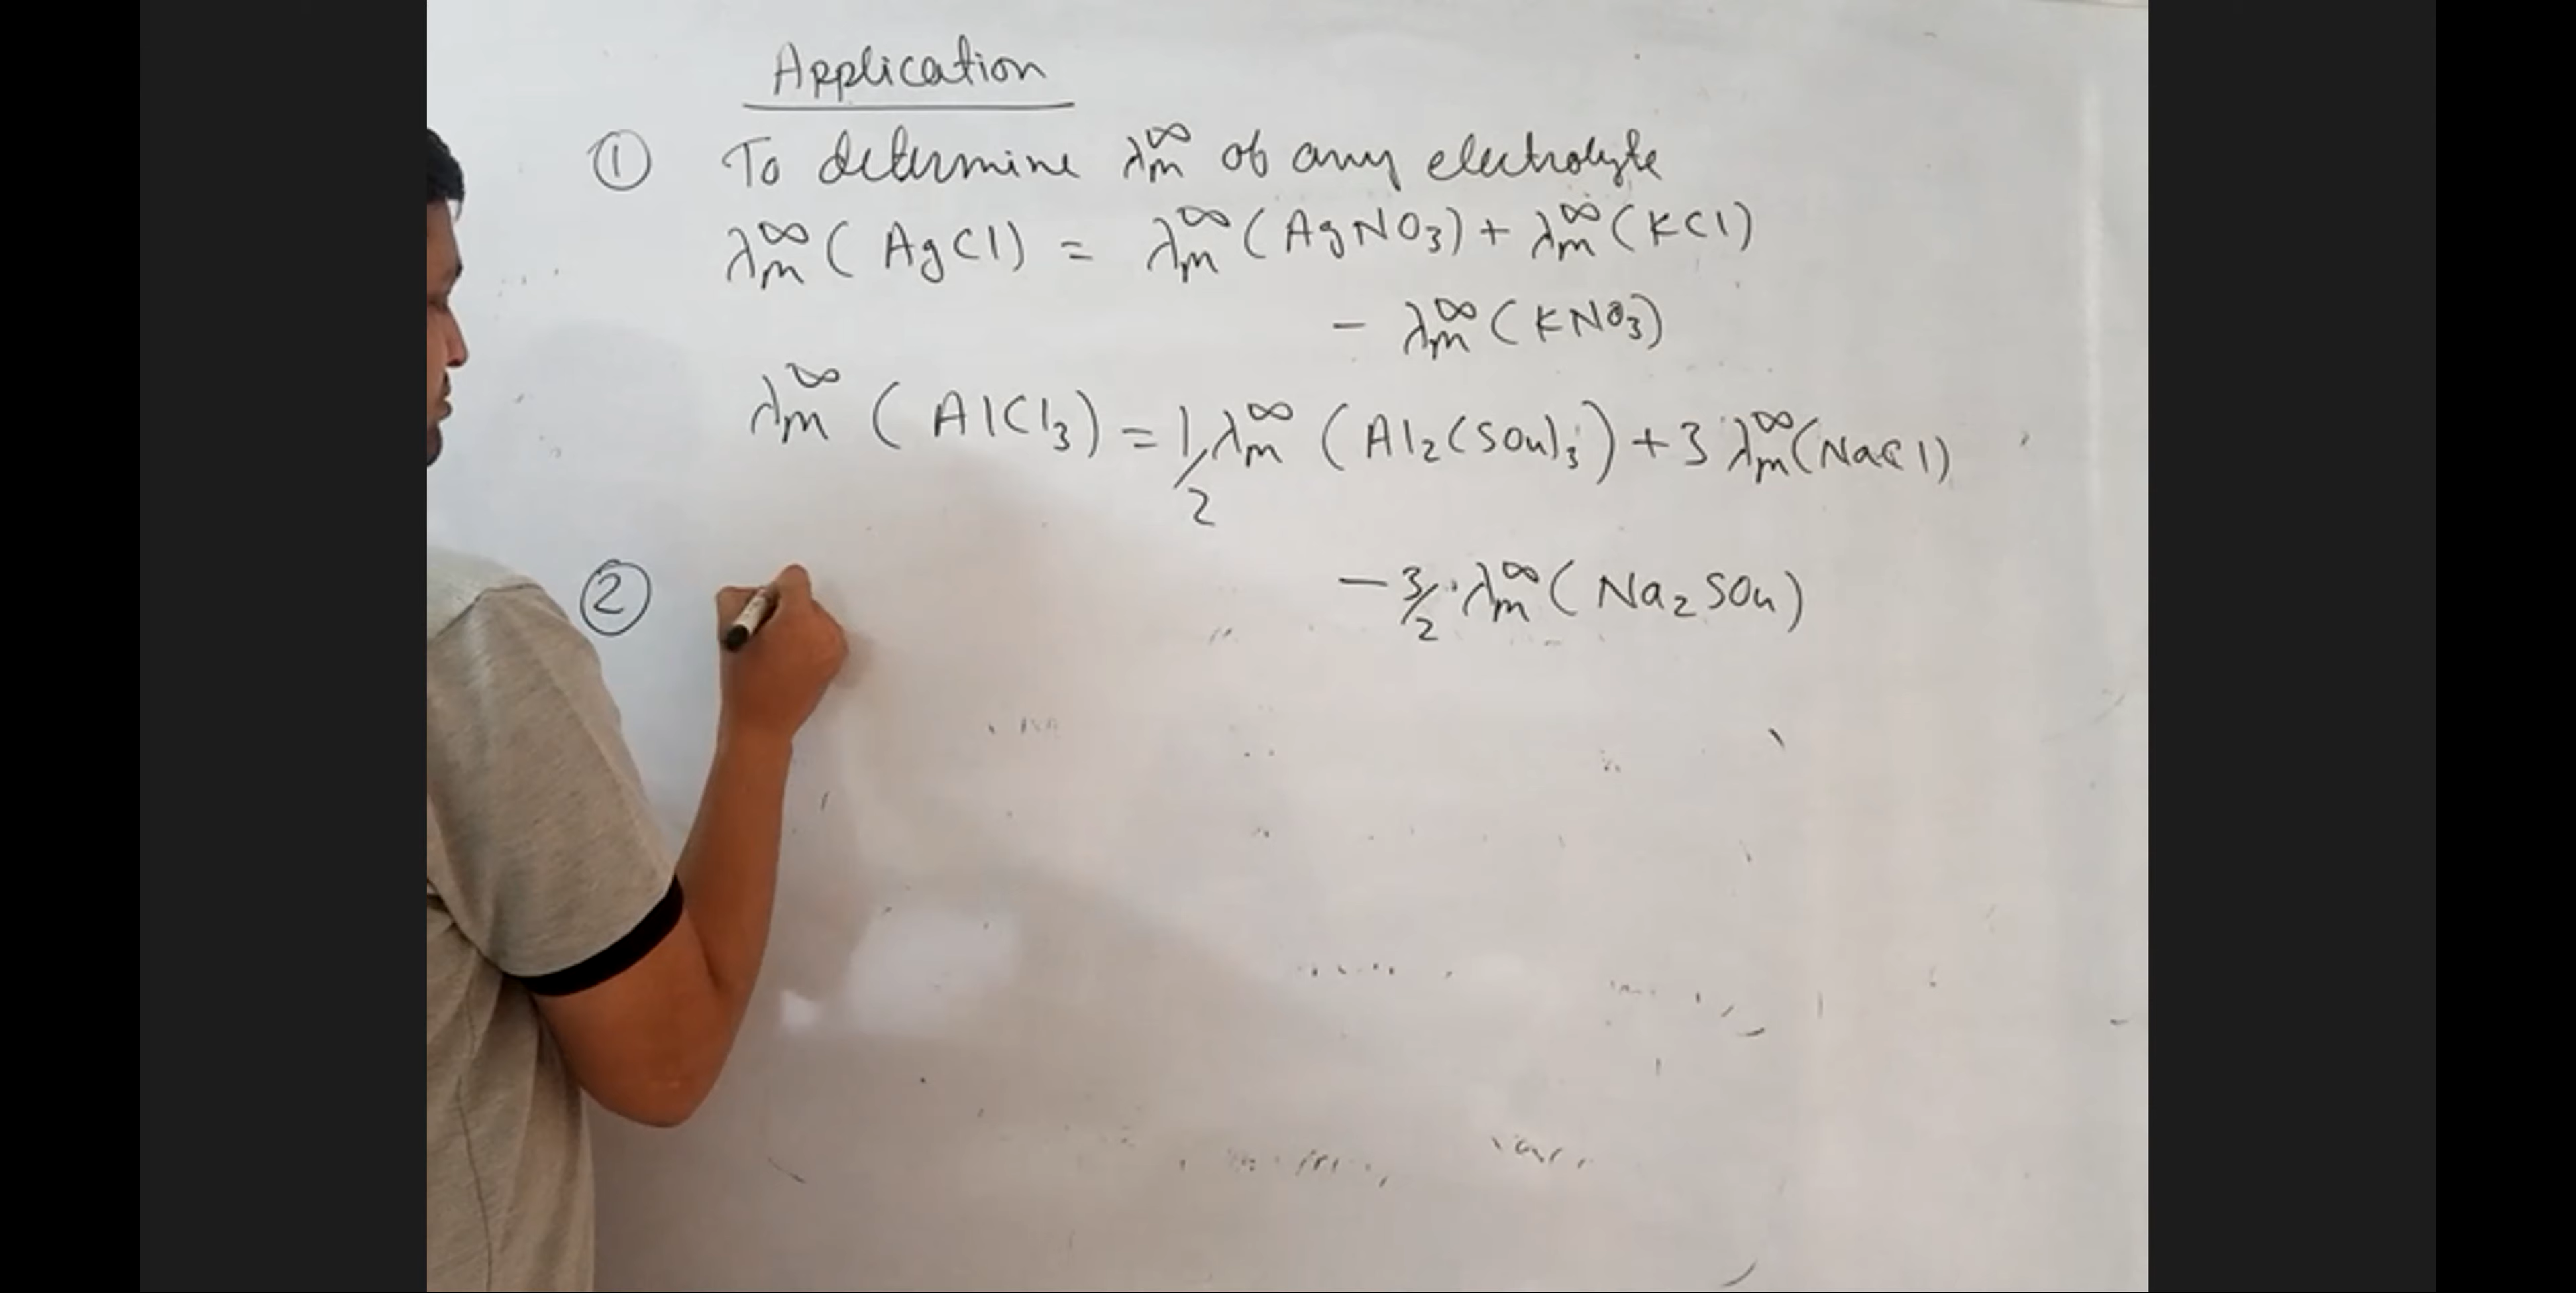 Application
① To determine λm^∞ of any electrolyte
λm^∞ ( AgCl ) = λm^∞ ( AgNO3 ) + λm^∞ ( KCl )
- λm^∞ ( KNO3 )
λm^∞ ( AlCl3 ) = 1/2 λm^∞ ( Al2(SO4)3 ) + 3 λm^∞ ( NaCl )
- 3/2 · λm^∞ ( Na2SO4 )
②